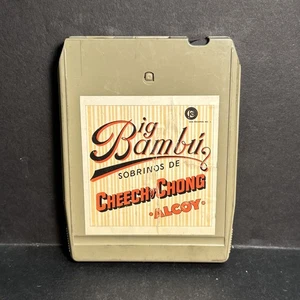 Big
Bambú
SOBRINOS DE
CHEECH Y CHONG
·ALCOY·